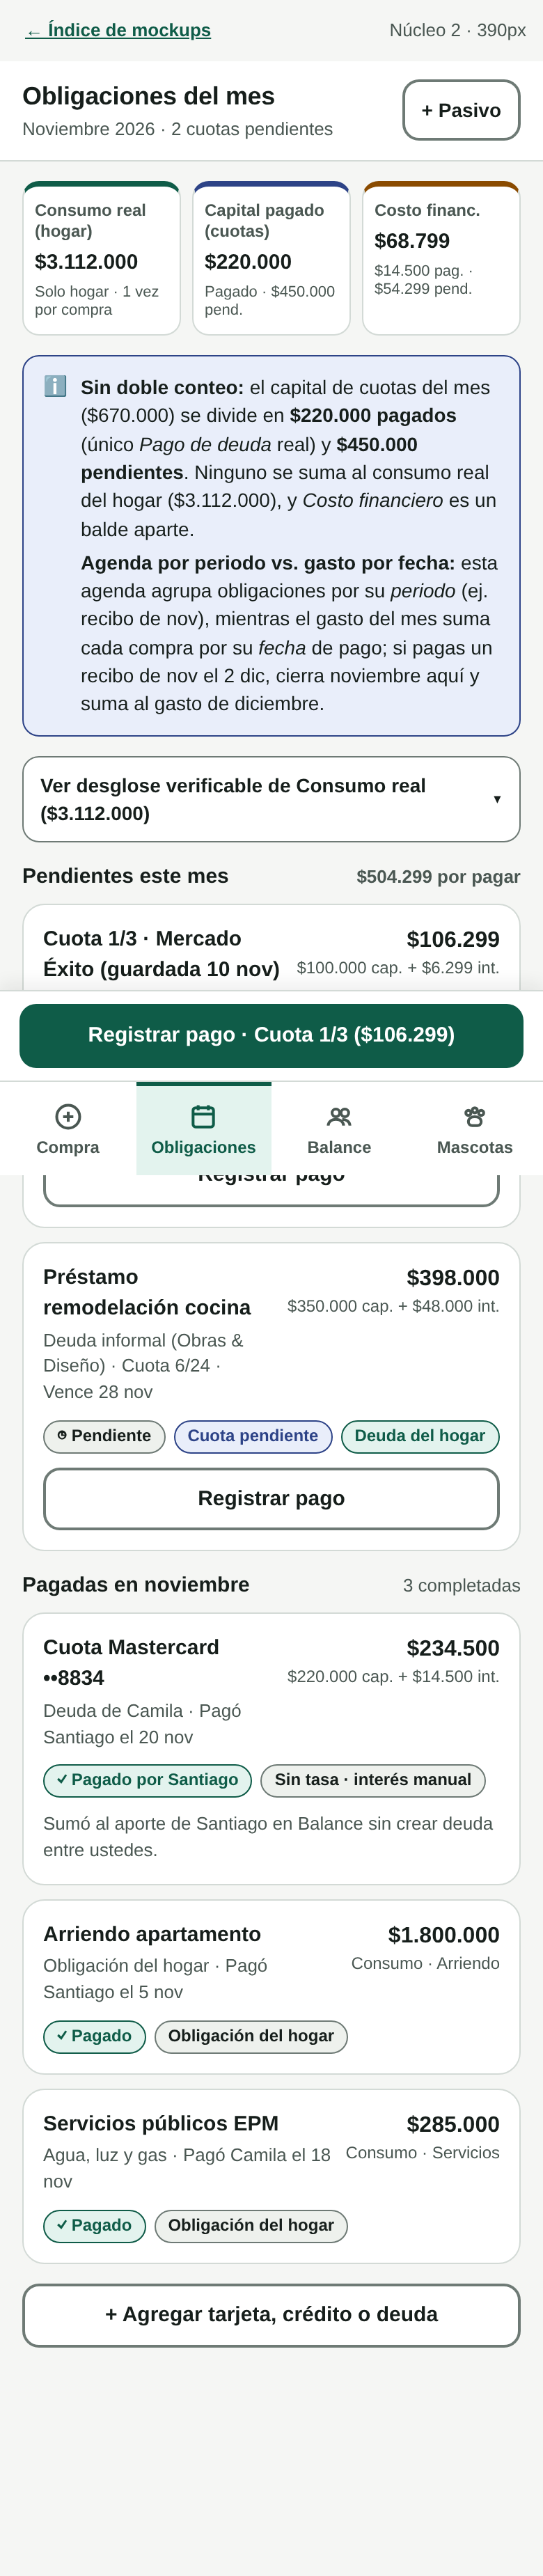 ← Índice de mockups
Núcleo 2 · 390px
Obligaciones del mes
Noviembre 2026 · 2 cuotas pendientes
+ Pasivo
Consumo real
(hogar)
$3.112.000
Solo hogar · 1 vez
por compra
Capital pagado
(cuotas)
$220.000
Pagado · $450.000
pend.
Costo financ.
$68.799
$14.500 pag. ·
$54.299 pend.
Sin doble conteo: el capital de cuotas del mes
($670.000) se divide en $220.000 pagados
(único Pago de deuda real) y $450.000
pendientes. Ninguno se suma al consumo real
del hogar ($3.112.000), y Costo financiero es un
balde aparte.
Agenda por periodo vs. gasto por fecha: esta
agenda agrupa obligaciones por su periodo (ej.
recibo de nov), mientras el gasto del mes suma
cada compra por su fecha de pago; si pagas un
recibo de nov el 2 dic, cierra noviembre aquí y
suma al gasto de diciembre.
Ver desglose verificable de Consumo real
($3.112.000)
Pendientes este mes
$504.299 por pagar
Cuota 1/3 · Mercado
Éxito (guardada 10 nov)
$106.299
$100.000 cap. + $6.299 int.
Registrar pago · Cuota 1/3 ($106.299)
Compra
Obligaciones
Balance
Mascotas
Registrar pago
Préstamo
remodelación cocina
$398.000
$350.000 cap. + $48.000 int.
Deuda informal (Obras &
Diseño) · Cuota 6/24 ·
Vence 28 nov
Pendiente
Cuota pendiente
Deuda del hogar
Registrar pago
Pagadas en noviembre
3 completadas
Cuota Mastercard
••8834
$234.500
$220.000 cap. + $14.500 int.
Deuda de Camila · Pagó
Santiago el 20 nov
✓ Pagado por Santiago
Sin tasa · interés manual
Sumó al aporte de Santiago en Balance sin crear deuda
entre ustedes.
Arriendo apartamento
$1.800.000
Obligación del hogar · Pagó
Santiago el 5 nov
Consumo · Arriendo
✓ Pagado
Obligación del hogar
Servicios públicos EPM
$285.000
Agua, luz y gas · Pagó Camila el 18
nov
Consumo · Servicios
✓ Pagado
Obligación del hogar
+ Agregar tarjeta, crédito o deuda